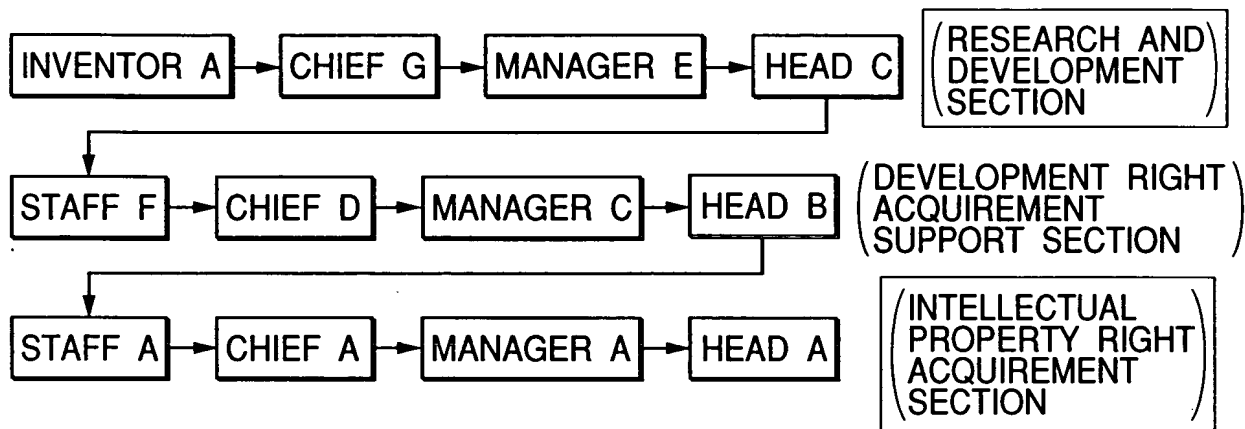 INVENTOR A CHIEF G MANAGER E HEAD C
(RESEARCH AND
DEVELOPMENT
SECTION)
STAFF F CHIEF D MANAGER C HEAD B
(DEVELOPMENT RIGHT
ACQUIREMENT
SUPPORT SECTION)
STAFF A CHIEF A MANAGER A HEAD A
(INTELLECTUAL
PROPERTY RIGHT
ACQUIREMENT
SECTION)